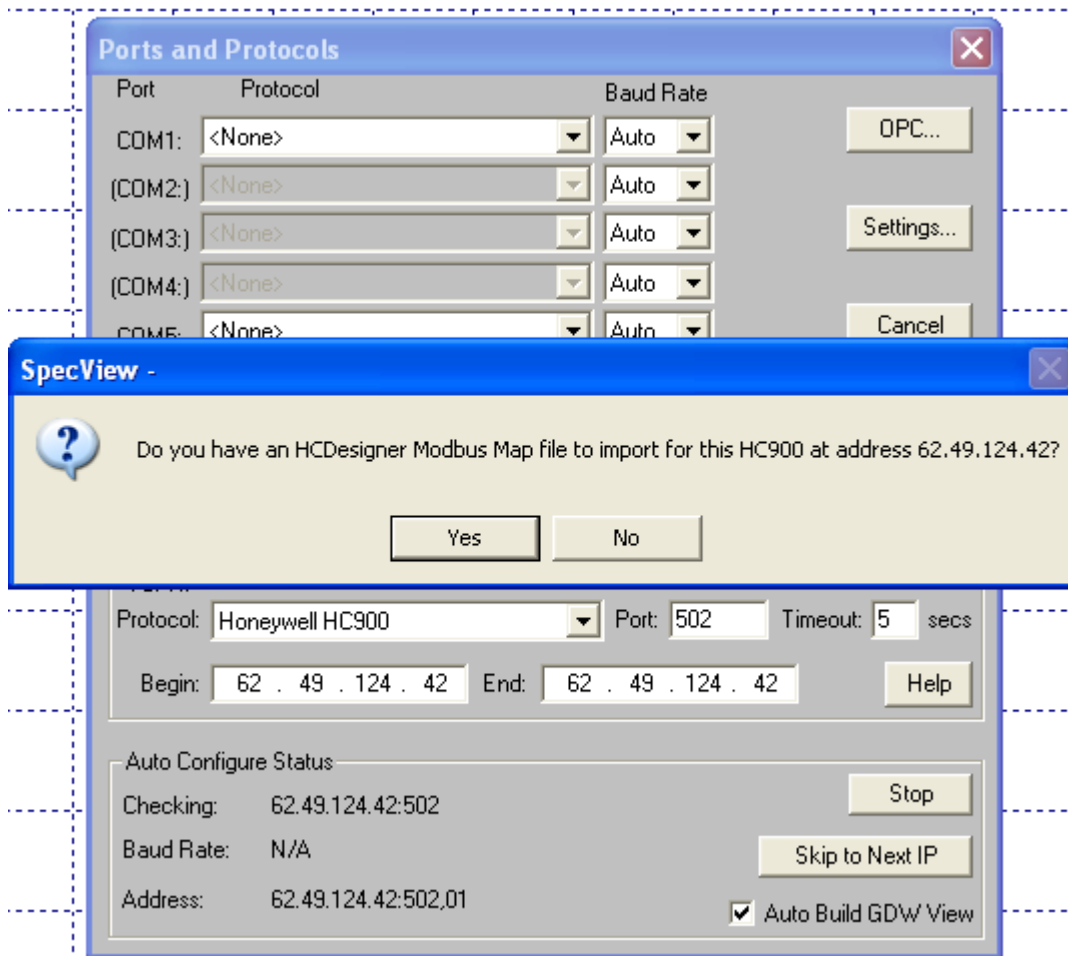 Ports and Protocols
Port Protocol Baud Rate
COM1: <None> Auto OPC...
(COM2:) <None> Auto
(COM3:) <None> Auto Settings...
(COM4:) <None> Auto
COM5: <None> Auto Cancel
SpecView -
Do you have an HCDesigner Modbus Map file to import for this HC900 at address 62.49.124.42?
Yes No
Protocol: Honeywell HC900 Port: 502 Timeout: 5 secs
Begin: 62 . 49 . 124 . 42 End: 62 . 49 . 124 . 42 Help
Auto Configure Status
Checking: 62.49.124.42:502 Stop
Baud Rate: N/A Skip to Next IP
Address: 62.49.124.42:502,01
Auto Build GDW View